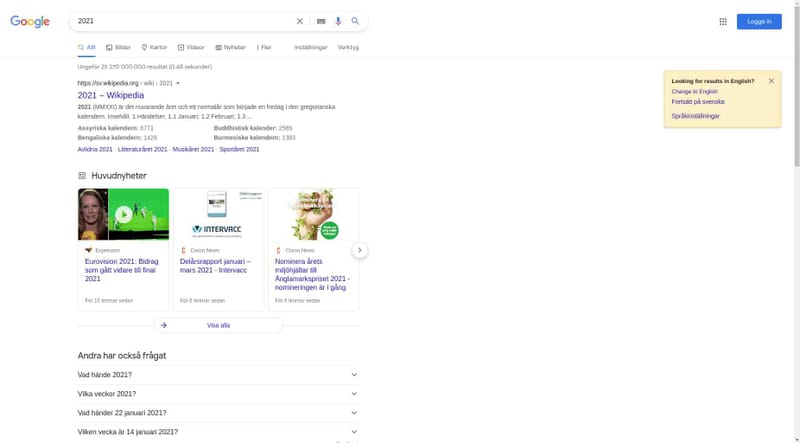 Google
2021
Logga in
Allt Bilder Kartor Videor Nyheter Fler Inställningar Verktyg
Ungefär 25 270 000 000 resultat (0,48 sekunder)
https://sv.wikipedia.org › wiki › 2021
2021 – Wikipedia
2021 (MMXXI) är det nuvarande året och ett normalår som började en fredag i den gregorianska
kalendern. Innehåll. 1 Händelser. 1.1 Januari; 1.2 Februari; 1.3 ...
Assyriska kalendern: 6771 Buddhistisk kalender: 2565
Bengaliska kalendern: 1428 Burmesiska kalendern: 1383
Avlidna 2021 · Litteraturåret 2021 · Musikåret 2021 · Sportåret 2021
Looking for results in English?
Change to English
Fortsätt på svenska
Språkinställningar
Huvudnyheter
INTERVACC
Expressen
Eurovision 2021: Bidrag
som gått vidare till final
2021
För 15 timmar sedan
Cision News
Delårsrapport januari –
mars 2021 - Intervacc
För 8 timmar sedan
Cision News
Nominera årets
miljöhjältar till
Änglamarkspriset 2021 -
nomineringen är i gång
För 6 timmar sedan
Visa alla
Andra har också frågat
Vad hände 2021?
Vilka veckor 2021?
Vad händer 22 januari 2021?
Vilken vecka är 14 januari 2021?